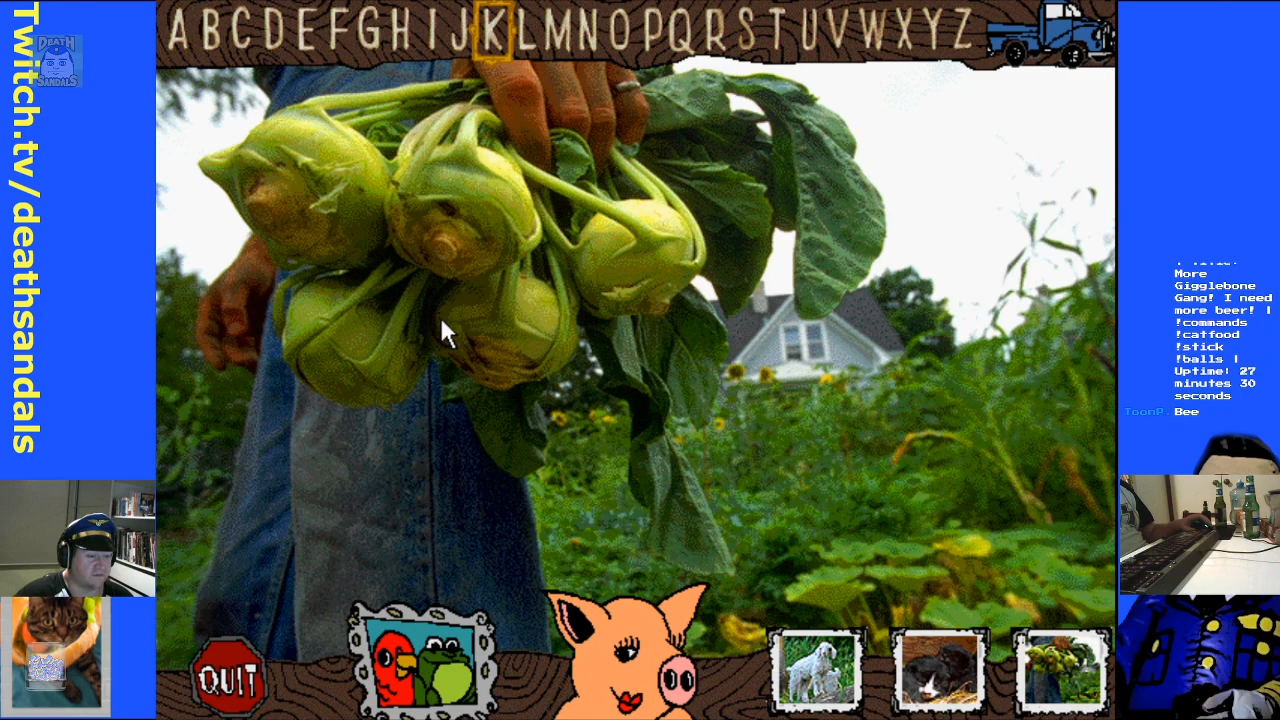 ABCDEFGHIJKLMNOPQRSTUVWXYZ
Twitch.tv/deathsandals
DEATH
SANDALS
More
Gigglebone
Gang! I need
more beer! |
!commands
!catfood
!stick
!balls |
Uptime: 27
minutes 30
seconds
ToonP. Bee
QUIT